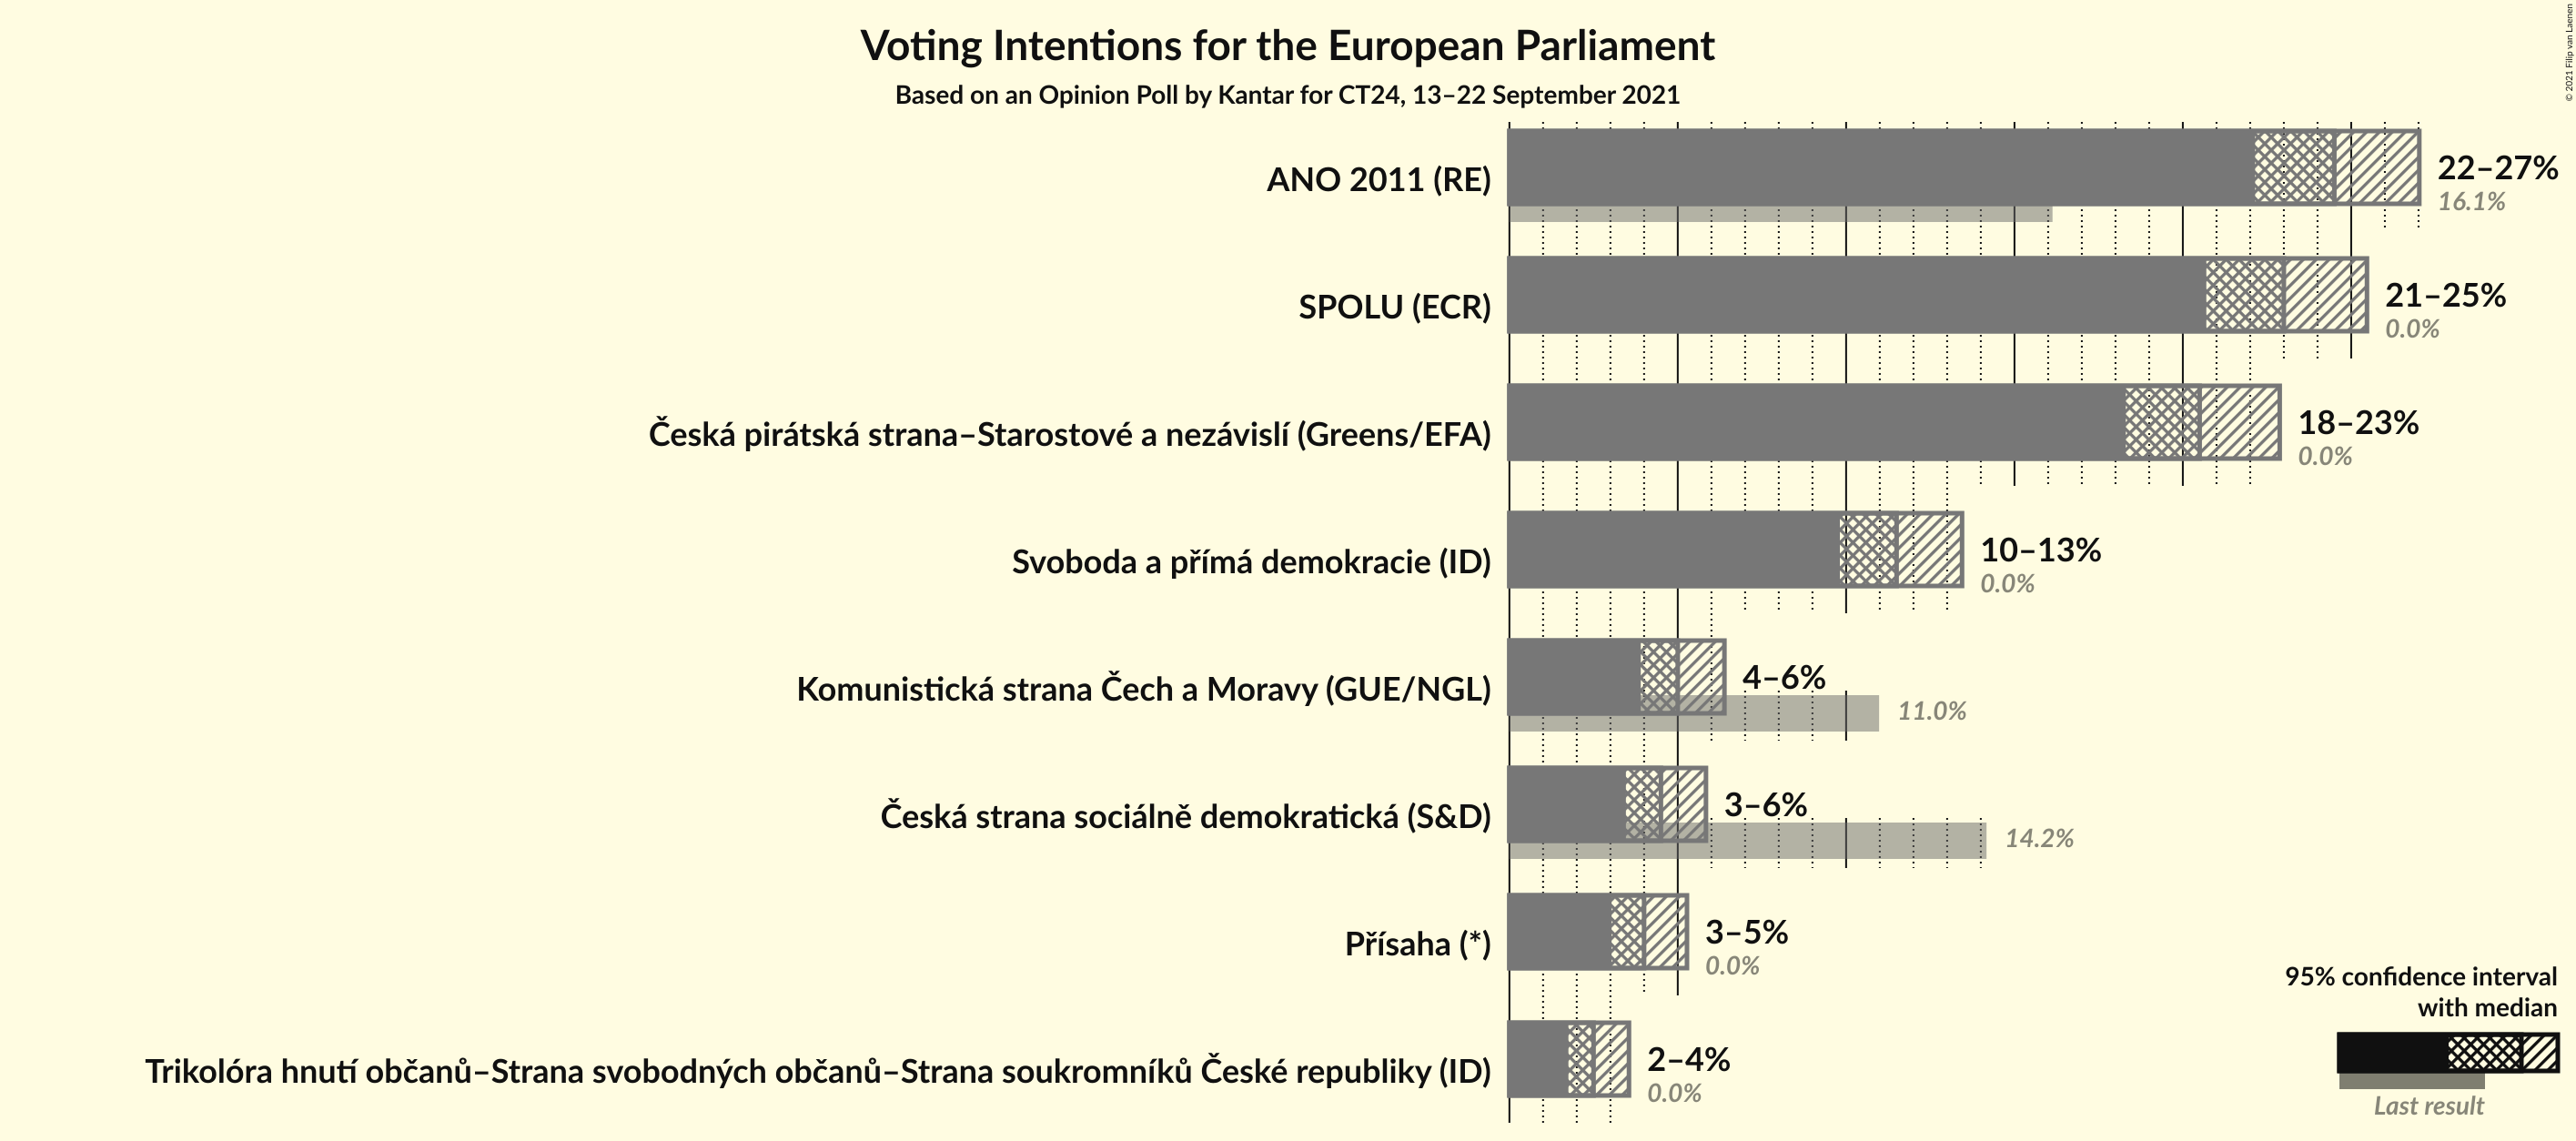 © 2021 Filip van Laenen
Voting Intentions for the European Parliament
Based on an Opinion Poll by Kantar for CT24, 13–22 September 2021
ANO 2011 (RE)
22–27%
16.1%
SPOLU (ECR)
21–25%
0.0%
Česká pirátská strana–Starostové a nezávislí (Greens/EFA)
18–23%
0.0%
Svoboda a přímá demokracie (ID)
10–13%
0.0%
Komunistická strana Čech a Moravy (GUE/NGL)
4–6%
11.0%
Česká strana sociálně demokratická (S&D)
3–6%
14.2%
Přísaha (*)
3–5%
0.0%
Trikolóra hnutí občanů–Strana svobodných občanů–Strana soukromníků České republiky (ID)
2–4%
0.0%
95% confidence interval
with median
Last result